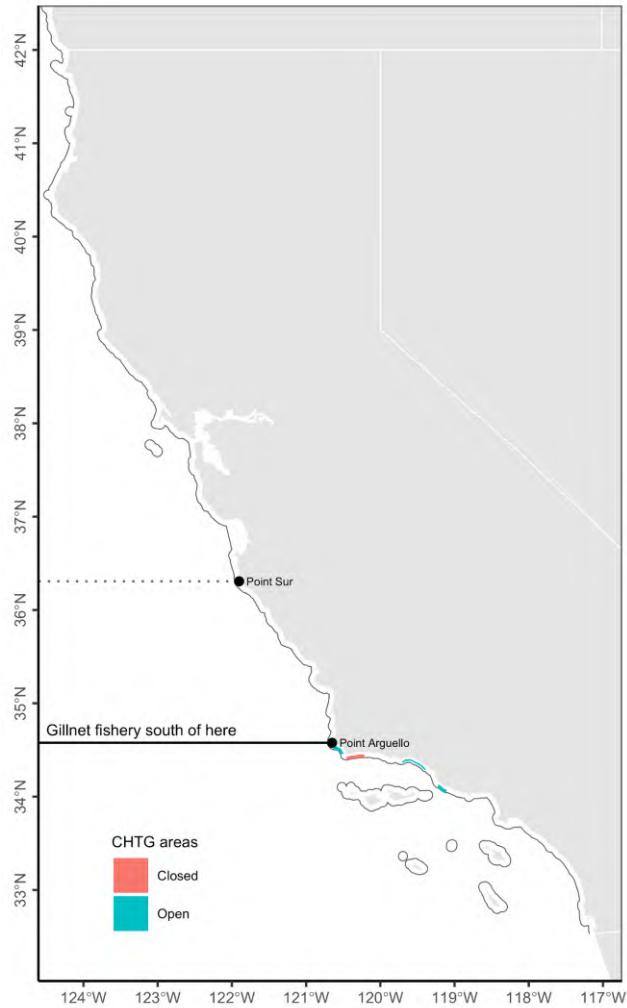 42°N
41°N
40°N
39°N
38°N
37°N
Point Sur
36°N
35°N
Gillnet fishery south of here
Point Arguello
34°N
CHTG areas
Closed
33°N
Open
124°W 123°W 122°W 121°W 120°W 119°W 118°W 117°W